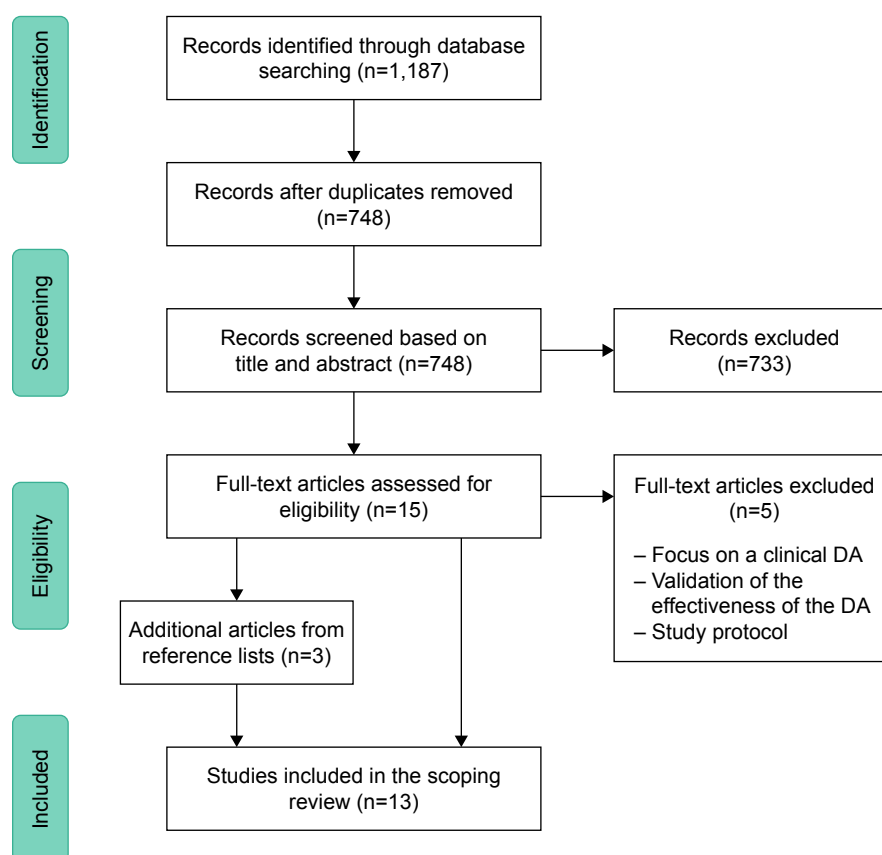 Identification
Records identified through database
searching (n=1,187)
Records after duplicates removed
(n=748)
Screening
Records screened based on
title and abstract (n=748)
Records excluded
(n=733)
Eligibility
Full-text articles assessed for
eligibility (n=15)
Full-text articles excluded
(n=5)
– Focus on a clinical DA
– Validation of the
effectiveness of the DA
– Study protocol
Additional articles from
reference lists (n=3)
Included
Studies included in the scoping
review (n=13)